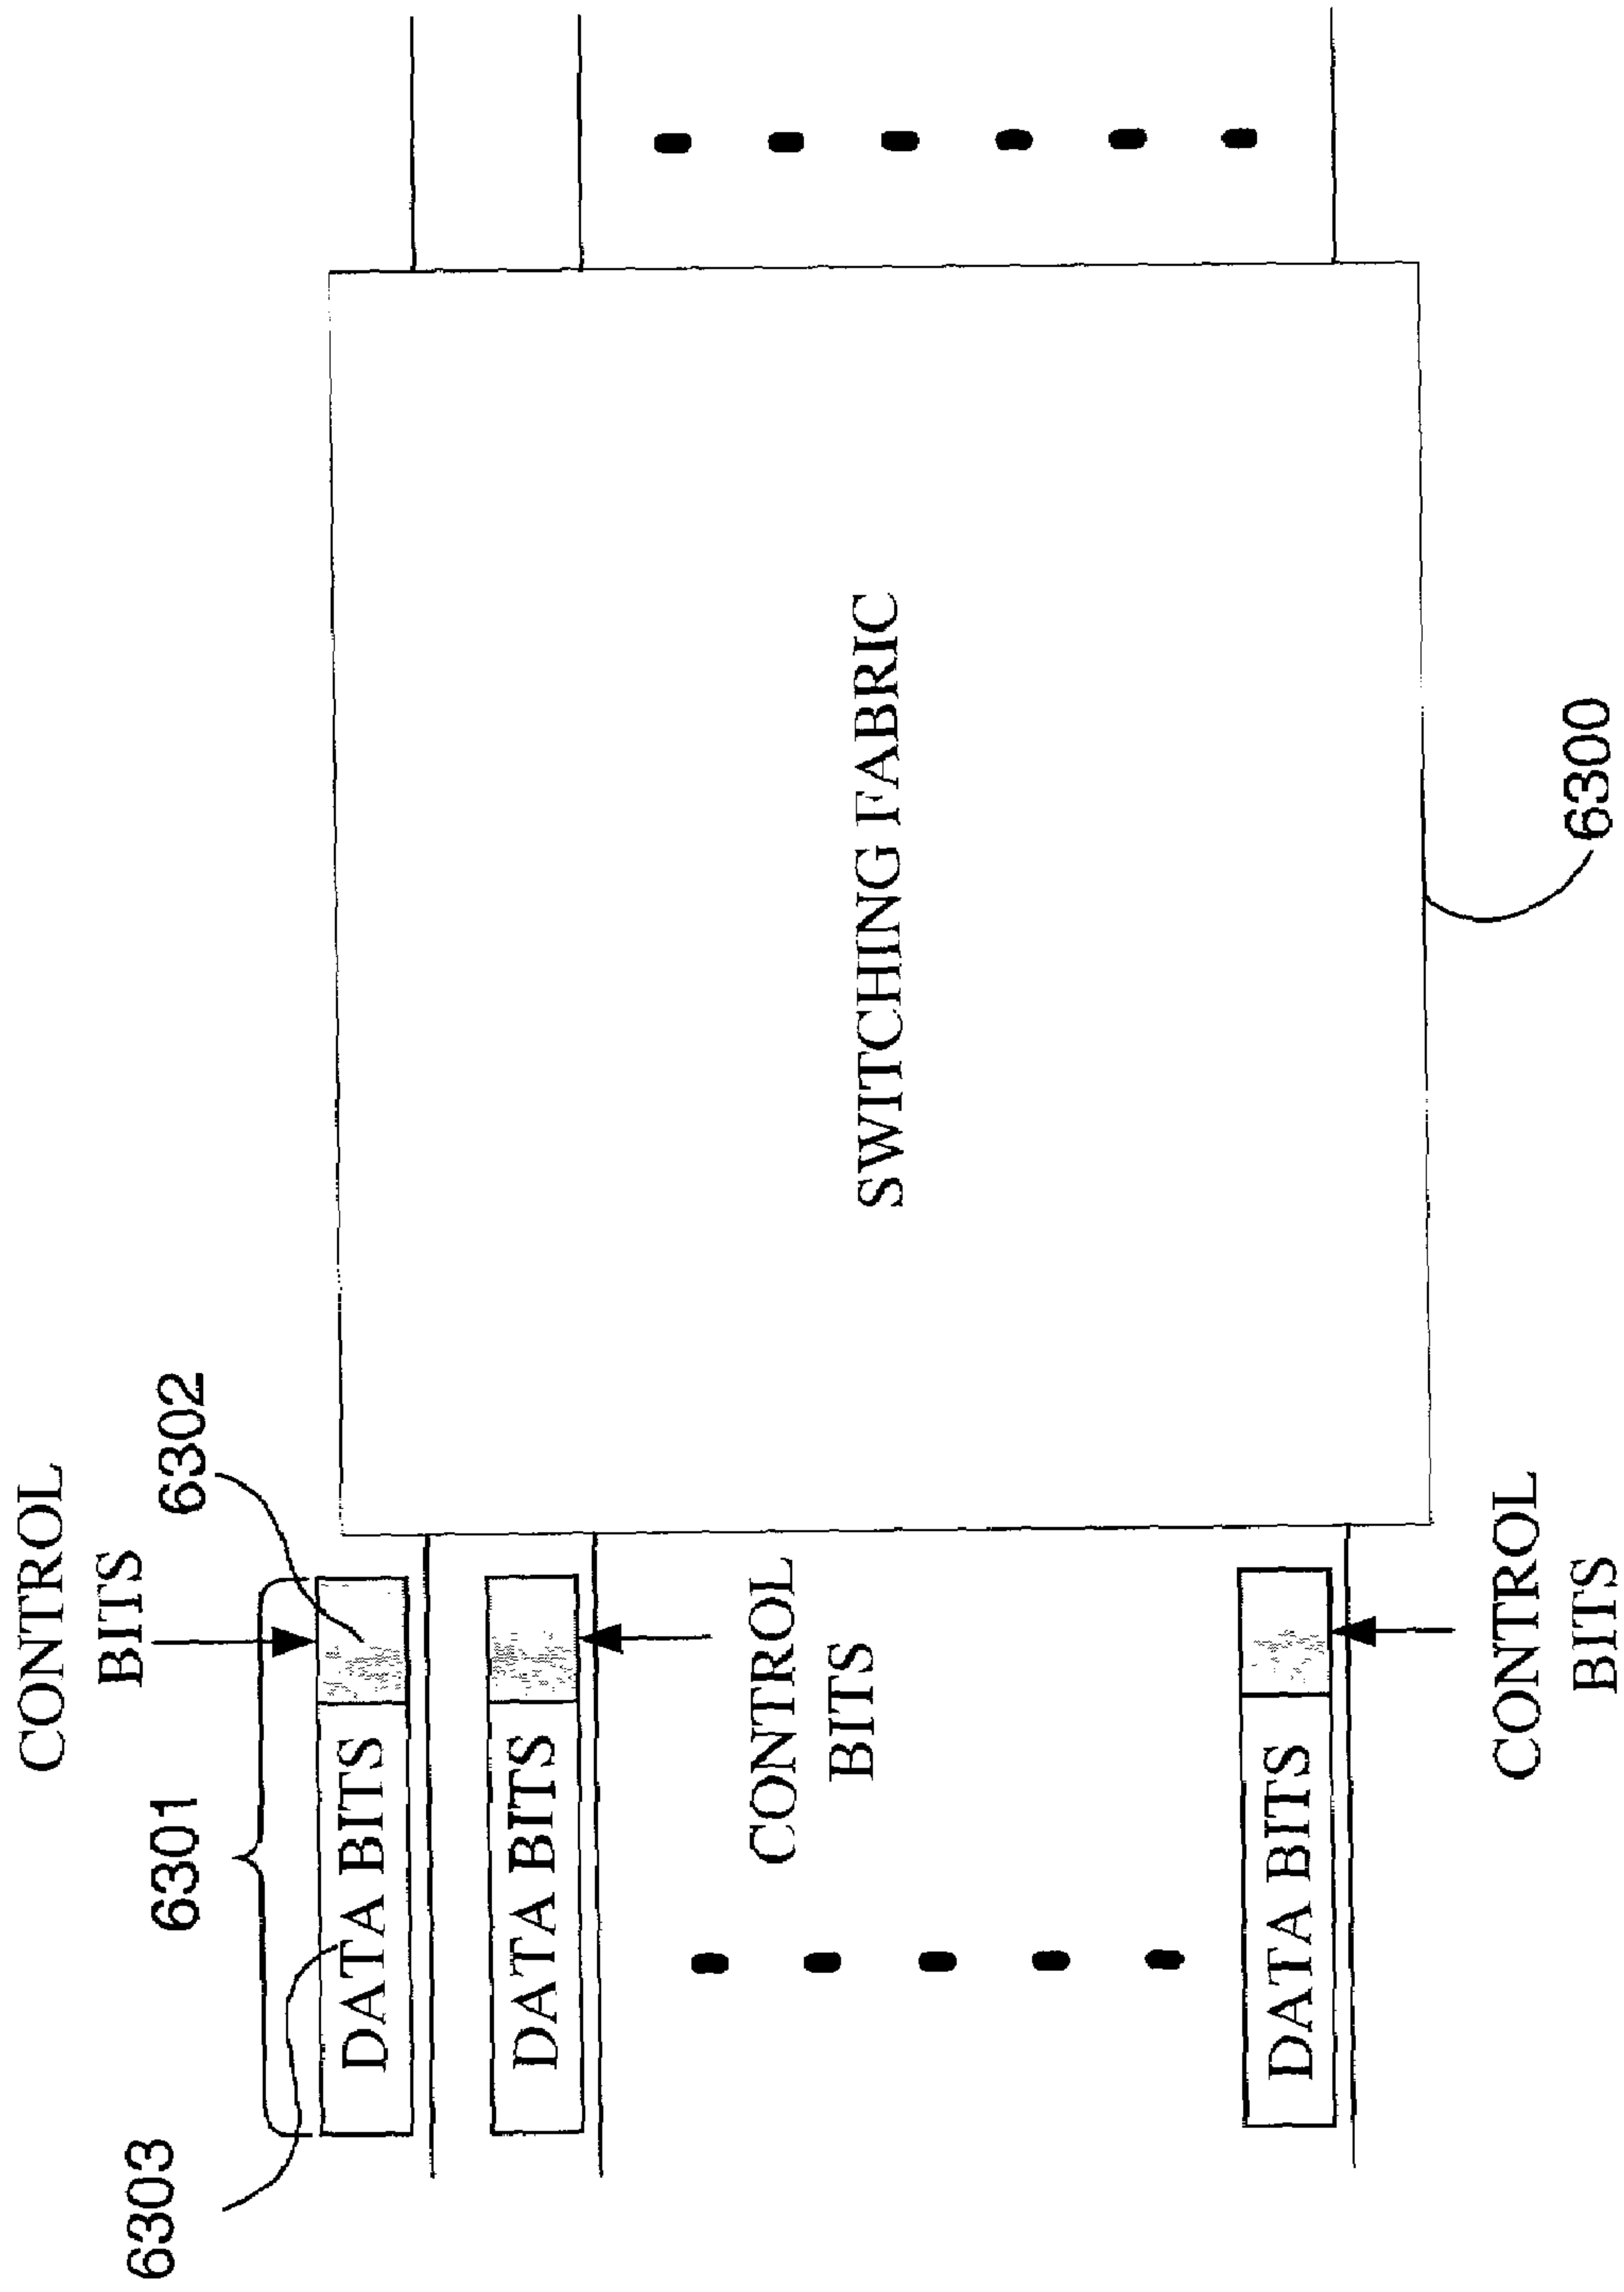 CONTROL
BITS
6302
6301
6303
DATA BITS
DATA BITS
CONTROL
BITS
SWITCHING FABRIC
DATA BITS
6300
CONTROL
BITS